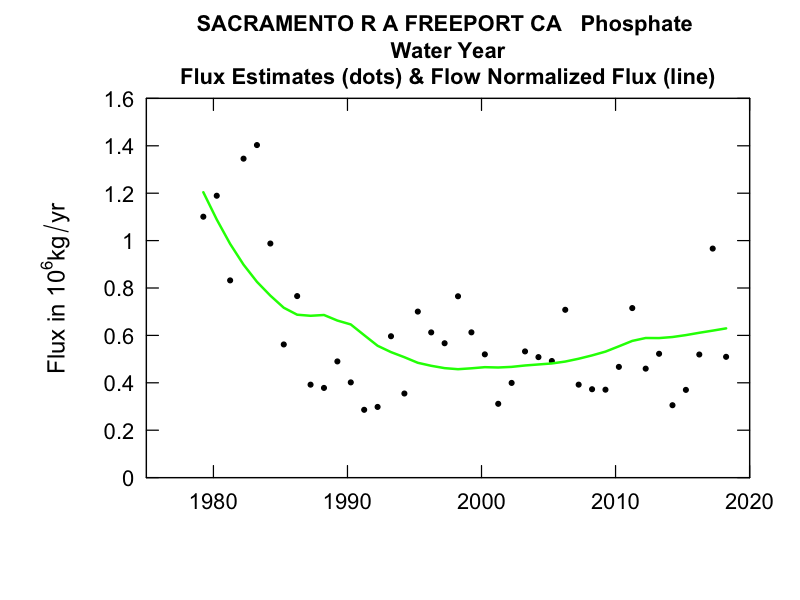 SACRAMENTO R A FREEPORT CA   Phosphate
Water Year
Flux Estimates (dots) & Flow Normalized Flux (line)
Flux in 10⁶kg/yr
1.6
1.4
1.2
1
0.8
0.6
0.4
0.2
0
1980 1990 2000 2010 2020